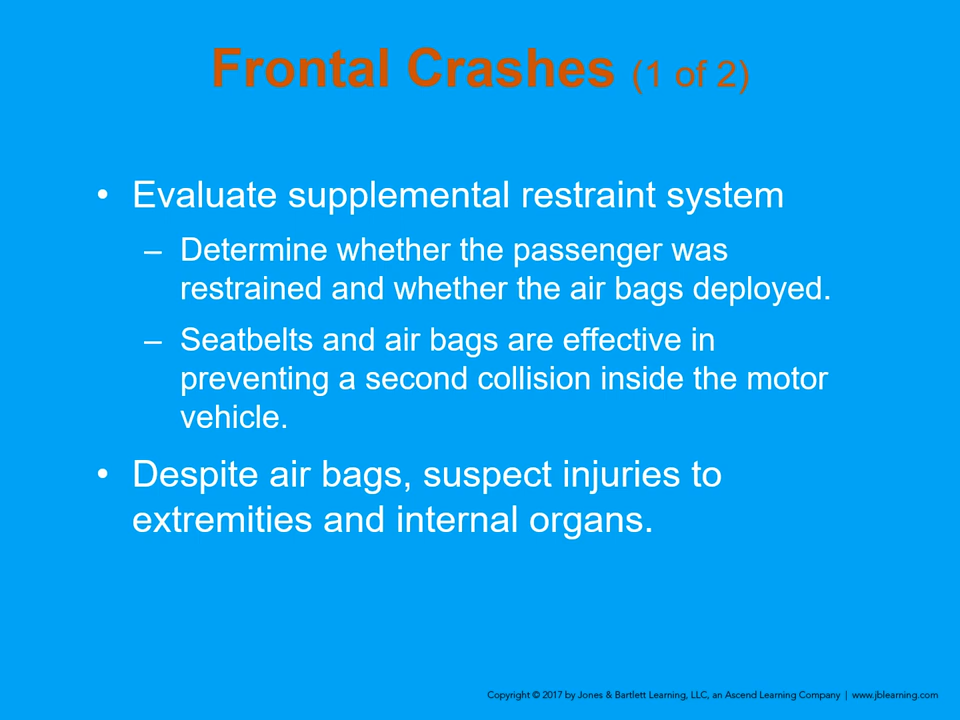 Frontal Crashes (1 of 2)
• Evaluate supplemental restraint system
– Determine whether the passenger was
restrained and whether the air bags deployed.
– Seatbelts and air bags are effective in
preventing a second collision inside the motor
vehicle.
• Despite air bags, suspect injuries to
extremities and internal organs.
Copyright © 2017 by Jones & Bartlett Learning, LLC, an Ascend Learning Company | www.jblearning.com